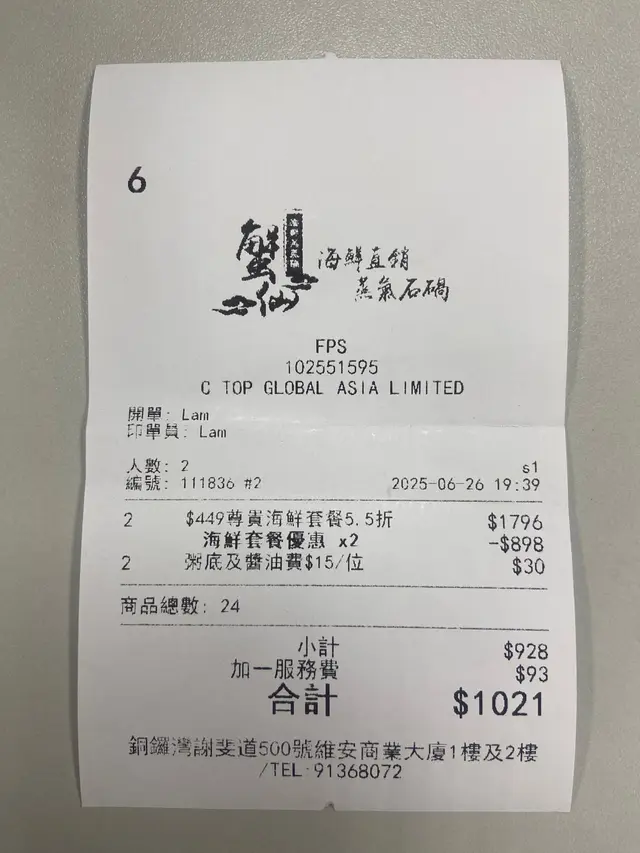 6
蟹仙
海鮮直銷
蒸氣石鍋
FPS
102551595
C TOP GLOBAL ASIA LIMITED
開單: Lam
印單員: Lam
人數: 2 s1
編號: 111836 #2 2025-06-26 19:39
2 $449尊貴海鮮套餐5.5折 $1796
海鮮套餐優惠 x2 -$898
2 粥底及醬油費$15/位 $30
商品總數: 24
小計 $928
加一服務費 $93
合計 $1021
銅鑼灣謝斐道500號維安商業大廈1樓及2樓
/TEL:91368072